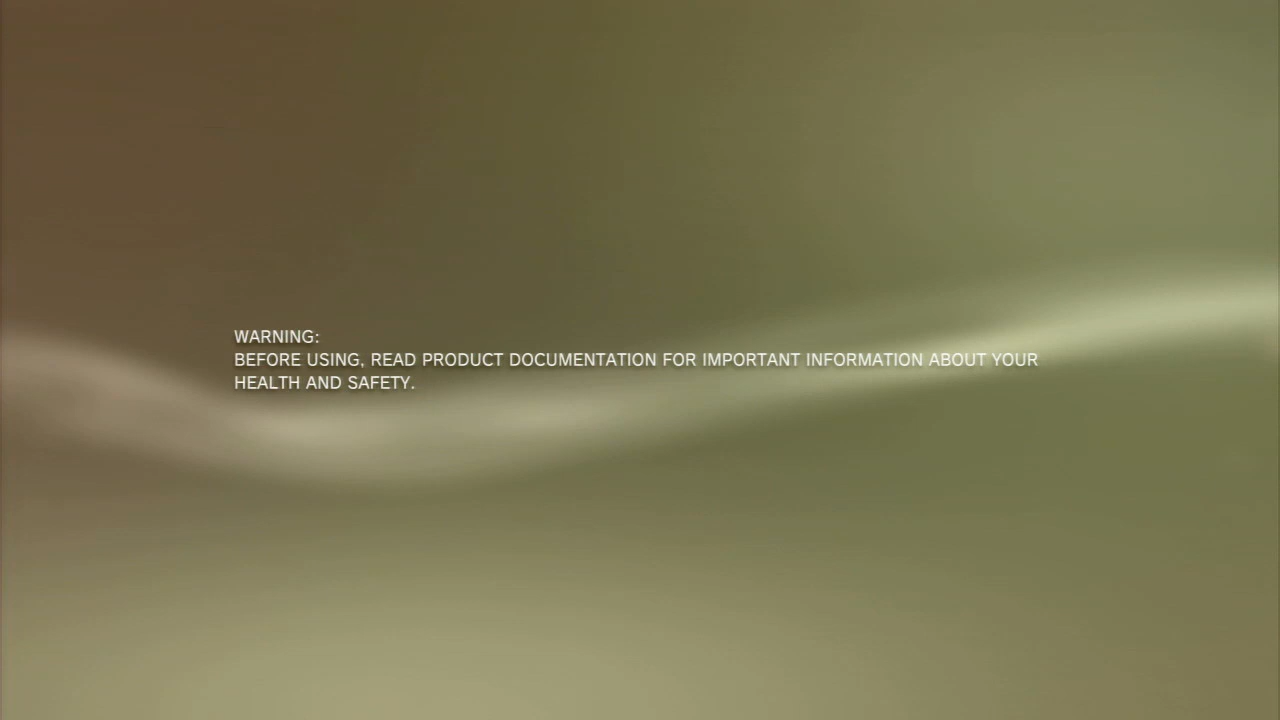 WARNING:
BEFORE USING, READ PRODUCT DOCUMENTATION FOR IMPORTANT INFORMATION ABOUT YOUR
HEALTH AND SAFETY.